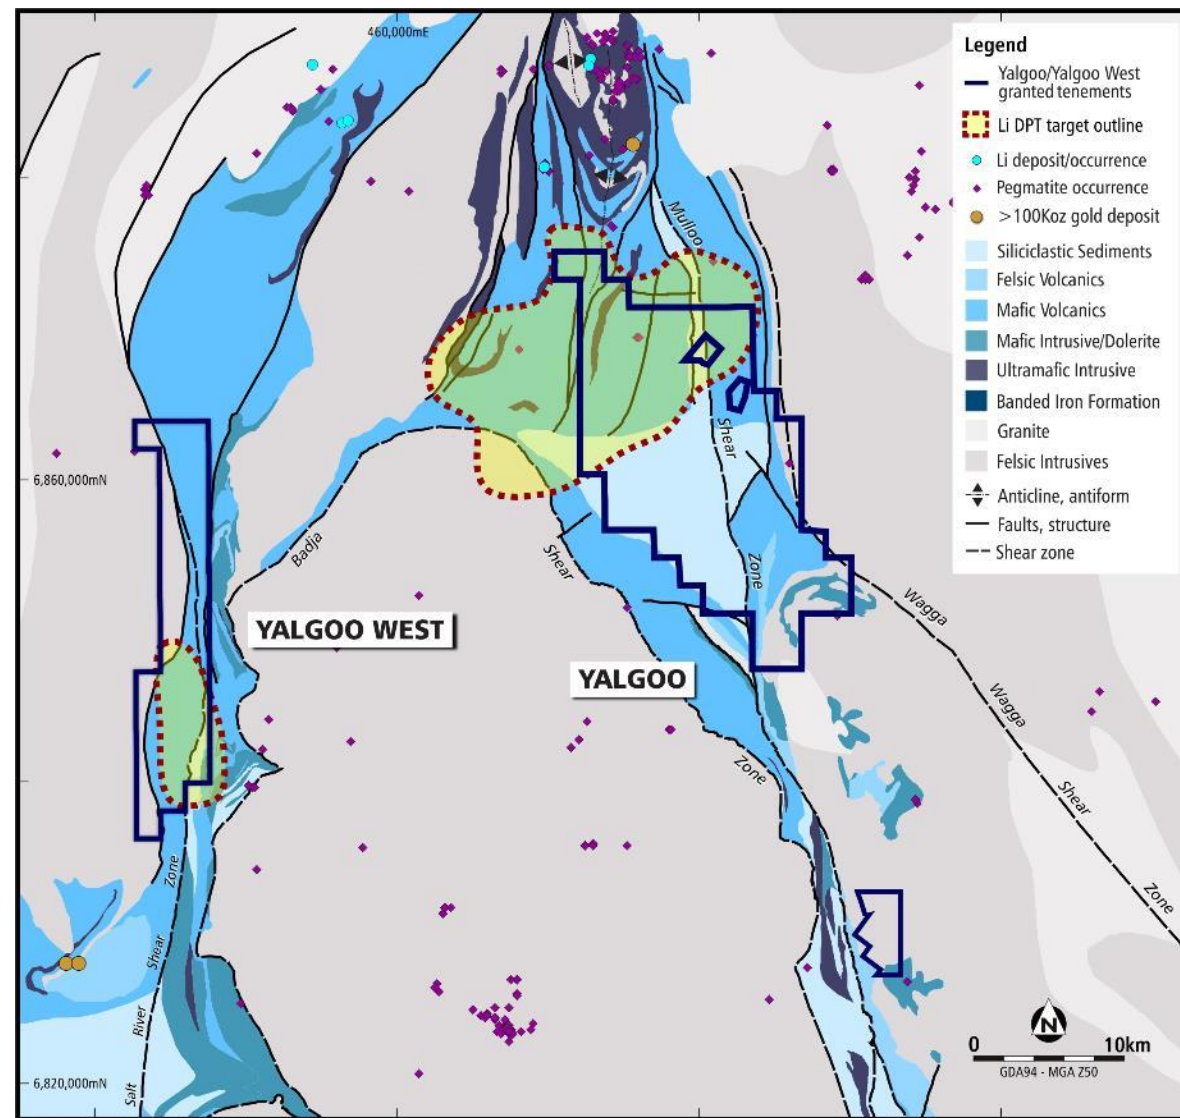 460,000mE
Legend
Yalgoo/Yalgoo West
granted tenements
Li DPT target outline
Li deposit/occurrence
Pegmatite occurrence
>100Koz gold deposit
Siliciclastic Sediments
Felsic Volcanics
Mafic Volcanics
Mafic Intrusive/Dolerite
Ultramafic Intrusive
Banded Iron Formation
Granite
Felsic Intrusives
Anticline, antiform
Faults, structure
Shear zone
Mulloo
Shear
Zone
6,860,000mN
Badja
Shear
Zone
YALGOO WEST
YALGOO
Wagga
Wagga
Shear
Zone
Zone
Shear
River
Salt
6,820,000mN
N
0 10km
GDA94 - MGA Z50